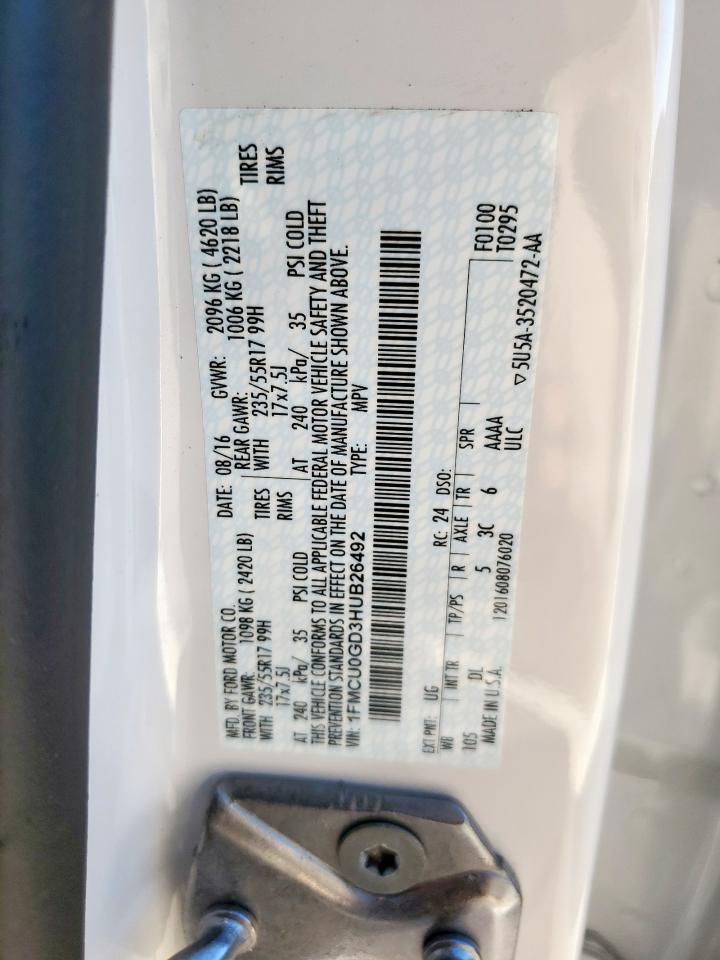 MFD. BY FORD MOTOR CO.
DATE: 08/16 GVWR: 2096 KG ( 4620 LB)
FRONT GAWR: 1098 KG ( 2420 LB) REAR GAWR: 1006 KG ( 2218 LB)
WITH 235/55R17 99H TIRES WITH 235/55R17 99H TIRES
17x7.5J RIMS 17x7.5J RIMS
AT 240 kPa/ 35 PSI COLD AT 240 kPa/ 35 PSI COLD
THIS VEHICLE CONFORMS TO ALL APPLICABLE FEDERAL MOTOR VEHICLE SAFETY AND THEFT
PREVENTION STANDARDS IN EFFECT ON THE DATE OF MANUFACTURE SHOWN ABOVE.
VIN: 1FMCU0GD3HUB26492 TYPE: MPV
EXT PNT: UG RC: 24 DSO: F0100
WB INT TR TP/PS R AXLE TR SPR T0295
105 DL 5 3C 6 AAAA
MADE IN U.S.A. 1201608076020 ULC ▽5U5A-3520472-AA